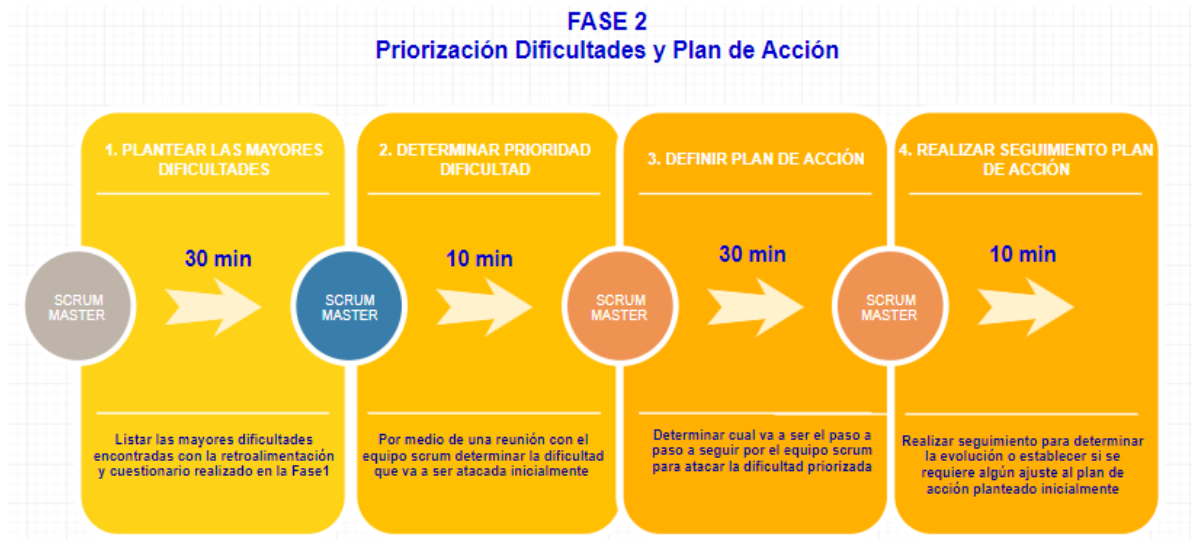 FASE 2
Priorización Dificultades y Plan de Acción
1. PLANTEAR LAS MAYORES
DIFICULTADES
30 min
SCRUM
MASTER
Listar las mayores dificultades
encontradas con la retroalimentación
y cuestionario realizado en la Fase1
2. DETERMINAR PRIORIDAD
DIFICULTAD
10 min
SCRUM
MASTER
Por medio de una reunión con el
equipo scrum determinar la dificultad
que va a ser atacada inicialmente
3. DEFINIR PLAN DE ACCIÓN
30 min
SCRUM
MASTER
Determinar cual va a ser el paso a
paso a seguir por el equipo scrum
para atacar la dificultad priorizada
4. REALIZAR SEGUIMIENTO PLAN
DE ACCIÓN
10 min
SCRUM
MASTER
Realizar seguimiento para determinar
la evolución o establecer si se
requiere algún ajuste al plan de
acción planteado inicialmente